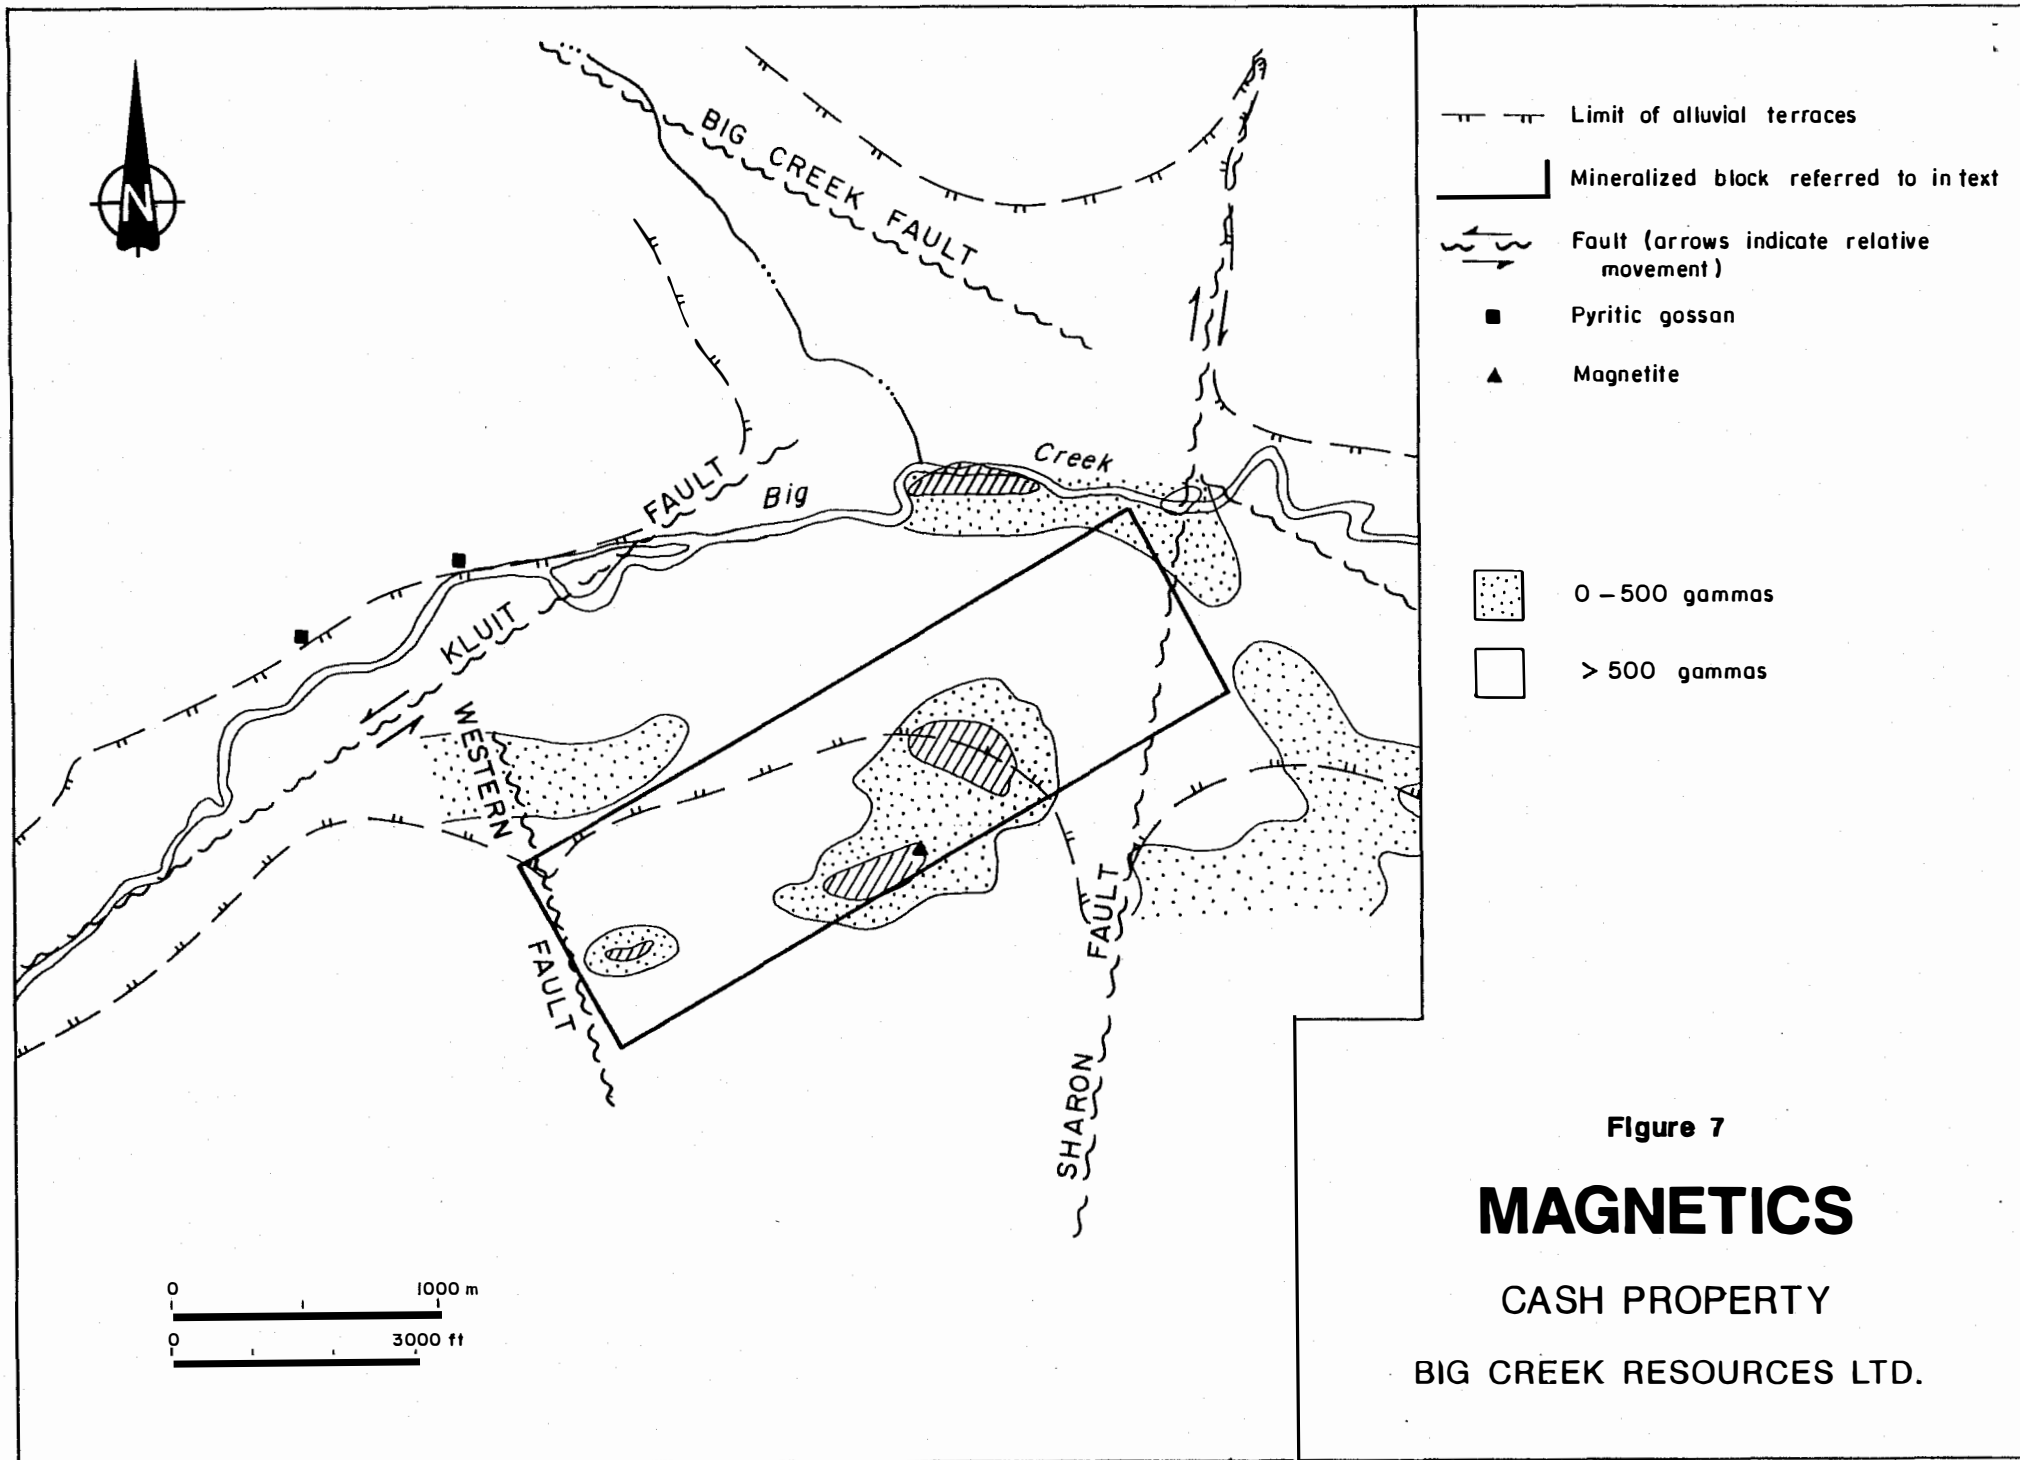 N
BIG CREEK FAULT
Creek
Big
KLUIT FAULT
WESTERN FAULT
SHARON FAULT
0 1000 m
0 3000 ft
Limit of alluvial terraces
Mineralized block referred to in text
Fault (arrows indicate relative
movement)
Pyritic gossan
Magnetite
0 – 500 gammas
> 500 gammas
Figure 7
MAGNETICS
CASH PROPERTY
BIG CREEK RESOURCES LTD.